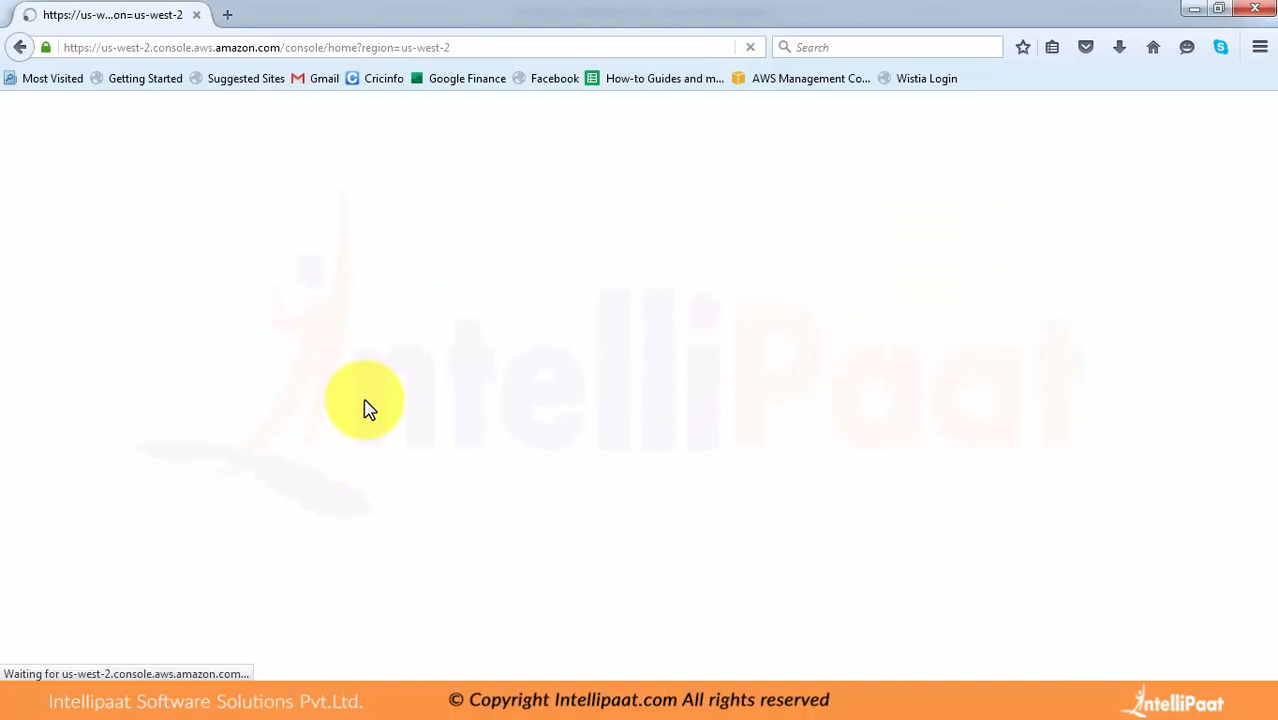 https://us-w...on=us-west-2
https://us-west-2.console.aws.amazon.com/console/home?region=us-west-2
Search
Most Visited
Getting Started
Suggested Sites
Gmail
Cricinfo
Google Finance
Facebook
How-to Guides and m...
AWS Management Co...
Wistia Login
IntelliPaat
Waiting for us-west-2.console.aws.amazon.com...
Intellipaat Software Solutions Pvt.Ltd.
© Copyright Intellipaat.com All rights reserved
IntelliPaat